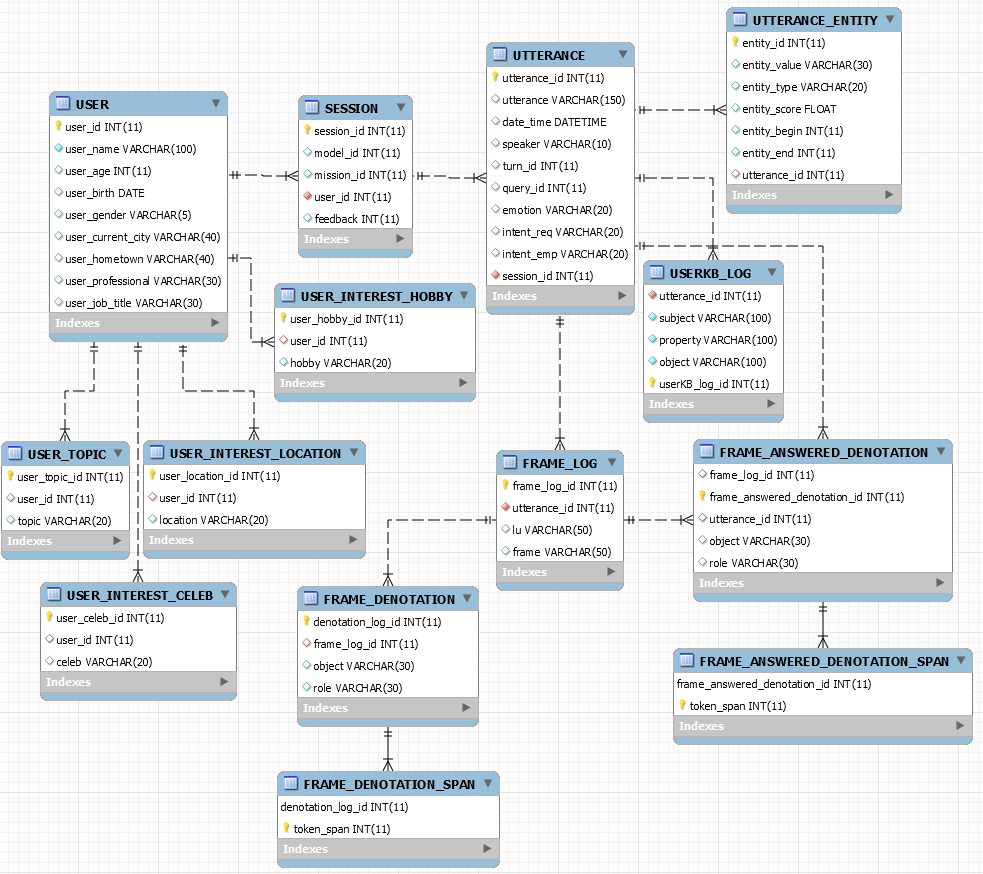 USER
user_id INT(11)
user_name VARCHAR(100)
user_age INT(11)
user_birth DATE
user_gender VARCHAR(5)
user_current_city VARCHAR(40)
user_hometown VARCHAR(40)
user_professional VARCHAR(30)
user_job_title VARCHAR(30)
Indexes
SESSION
session_id INT(11)
model_id INT(11)
mission_id INT(11)
user_id INT(11)
feedback INT(11)
Indexes
UTTERANCE
utterance_id INT(11)
utterance VARCHAR(150)
date_time DATETIME
speaker VARCHAR(10)
turn_id INT(11)
query_id INT(11)
emotion VARCHAR(20)
intent_req VARCHAR(20)
intent_emp VARCHAR(20)
session_id INT(11)
Indexes
UTTERANCE_ENTITY
entity_id INT(11)
entity_value VARCHAR(30)
entity_type VARCHAR(20)
entity_score FLOAT
entity_begin INT(11)
entity_end INT(11)
utterance_id INT(11)
Indexes
USER_INTEREST_HOBBY
user_hobby_id INT(11)
user_id INT(11)
hobby VARCHAR(20)
Indexes
USERKB_LOG
utterance_id INT(11)
subject VARCHAR(100)
property VARCHAR(100)
object VARCHAR(100)
userKB_log_id INT(11)
Indexes
USER_TOPIC
user_topic_id INT(11)
user_id INT(11)
topic VARCHAR(20)
Indexes
USER_INTEREST_LOCATION
user_location_id INT(11)
user_id INT(11)
location VARCHAR(20)
Indexes
FRAME_LOG
frame_log_id INT(11)
utterance_id INT(11)
lu VARCHAR(50)
frame VARCHAR(50)
Indexes
FRAME_ANSWERED_DENOTATION
frame_log_id INT(11)
frame_answered_denotation_id INT(11)
utterance_id INT(11)
object VARCHAR(30)
role VARCHAR(30)
Indexes
USER_INTEREST_CELEB
user_celeb_id INT(11)
user_id INT(11)
celeb VARCHAR(20)
Indexes
FRAME_DENOTATION
denotation_log_id INT(11)
frame_log_id INT(11)
object VARCHAR(30)
role VARCHAR(30)
Indexes
FRAME_ANSWERED_DENOTATION_SPAN
frame_answered_denotation_id INT(11)
token_span INT(11)
Indexes
FRAME_DENOTATION_SPAN
denotation_log_id INT(11)
token_span INT(11)
Indexes